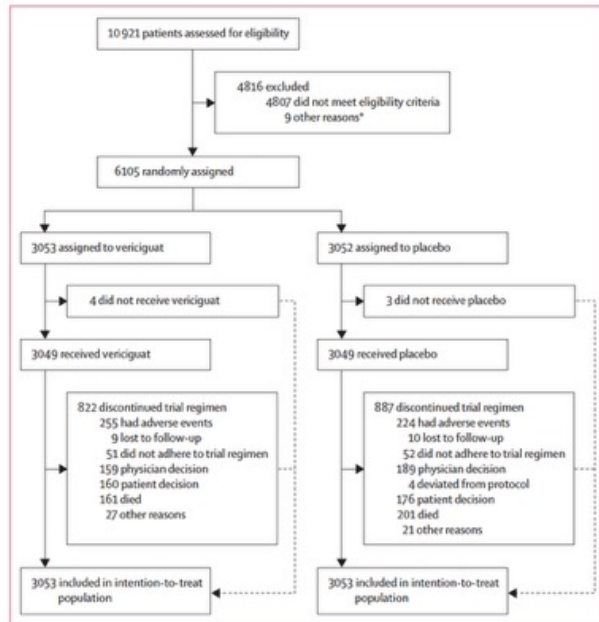 10 921 patients assessed for eligibility
4816 excluded
4807 did not meet eligibility criteria
9 other reasons*
6105 randomly assigned
3053 assigned to vericiguat
3052 assigned to placebo
4 did not receive vericiguat
3 did not receive placebo
3049 received vericiguat
3049 received placebo
822 discontinued trial regimen
255 had adverse events
9 lost to follow-up
51 did not adhere to trial regimen
159 physician decision
160 patient decision
161 died
27 other reasons
887 discontinued trial regimen
224 had adverse events
10 lost to follow-up
52 did not adhere to trial regimen
189 physician decision
4 deviated from protocol
176 patient decision
201 died
21 other reasons
3053 included in intention-to-treat
population
3053 included in intention-to-treat
population